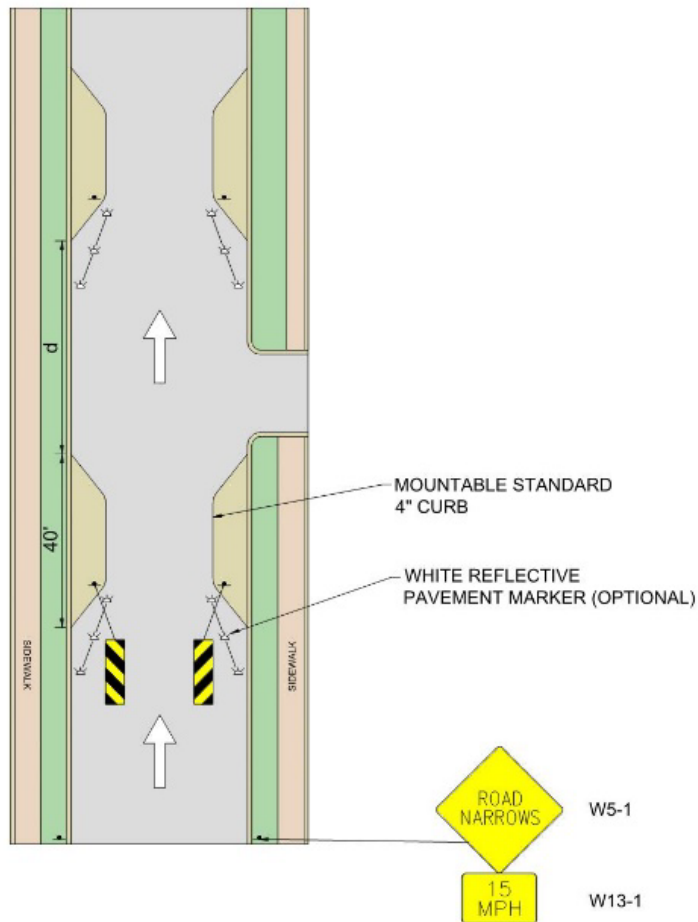 d
40'
MOUNTABLE STANDARD
4" CURB
WHITE REFLECTIVE
PAVEMENT MARKER (OPTIONAL)
SIDEWALK
SIDEWALK
ROAD
NARROWS
W5-1
15
MPH
W13-1